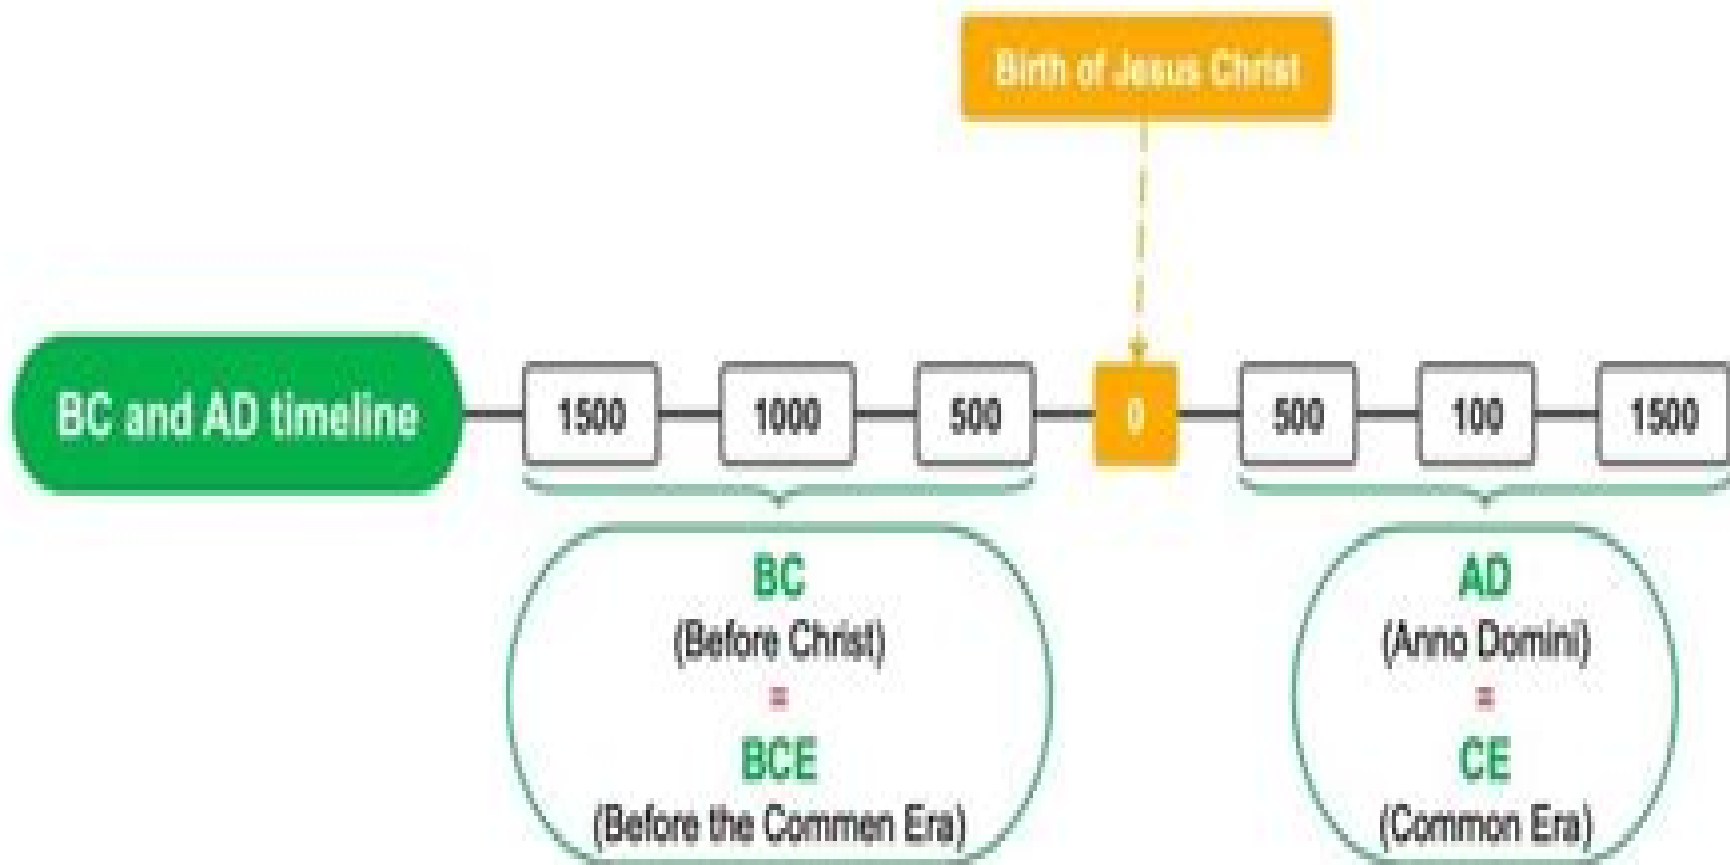 Birth of Jesus Christ
BC and AD timeline
1500
1000
500
0
500
100
1500
BC
(Before Christ)
=
BCE
(Before the Commen Era)
AD
(Anno Domini)
=
CE
(Common Era)